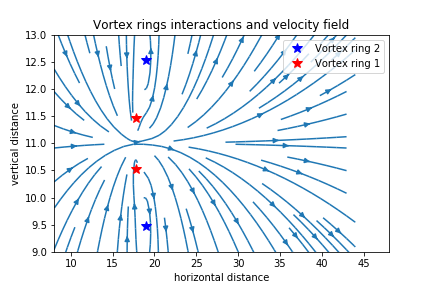 Vortex rings interactions and velocity field
13.0
12.5
12.0
11.5
11.0
10.5
10.0
9.5
9.0
vertical distance
Vortex ring 2
Vortex ring 1
10 15 20 25 30 35 40 45
horizontal distance